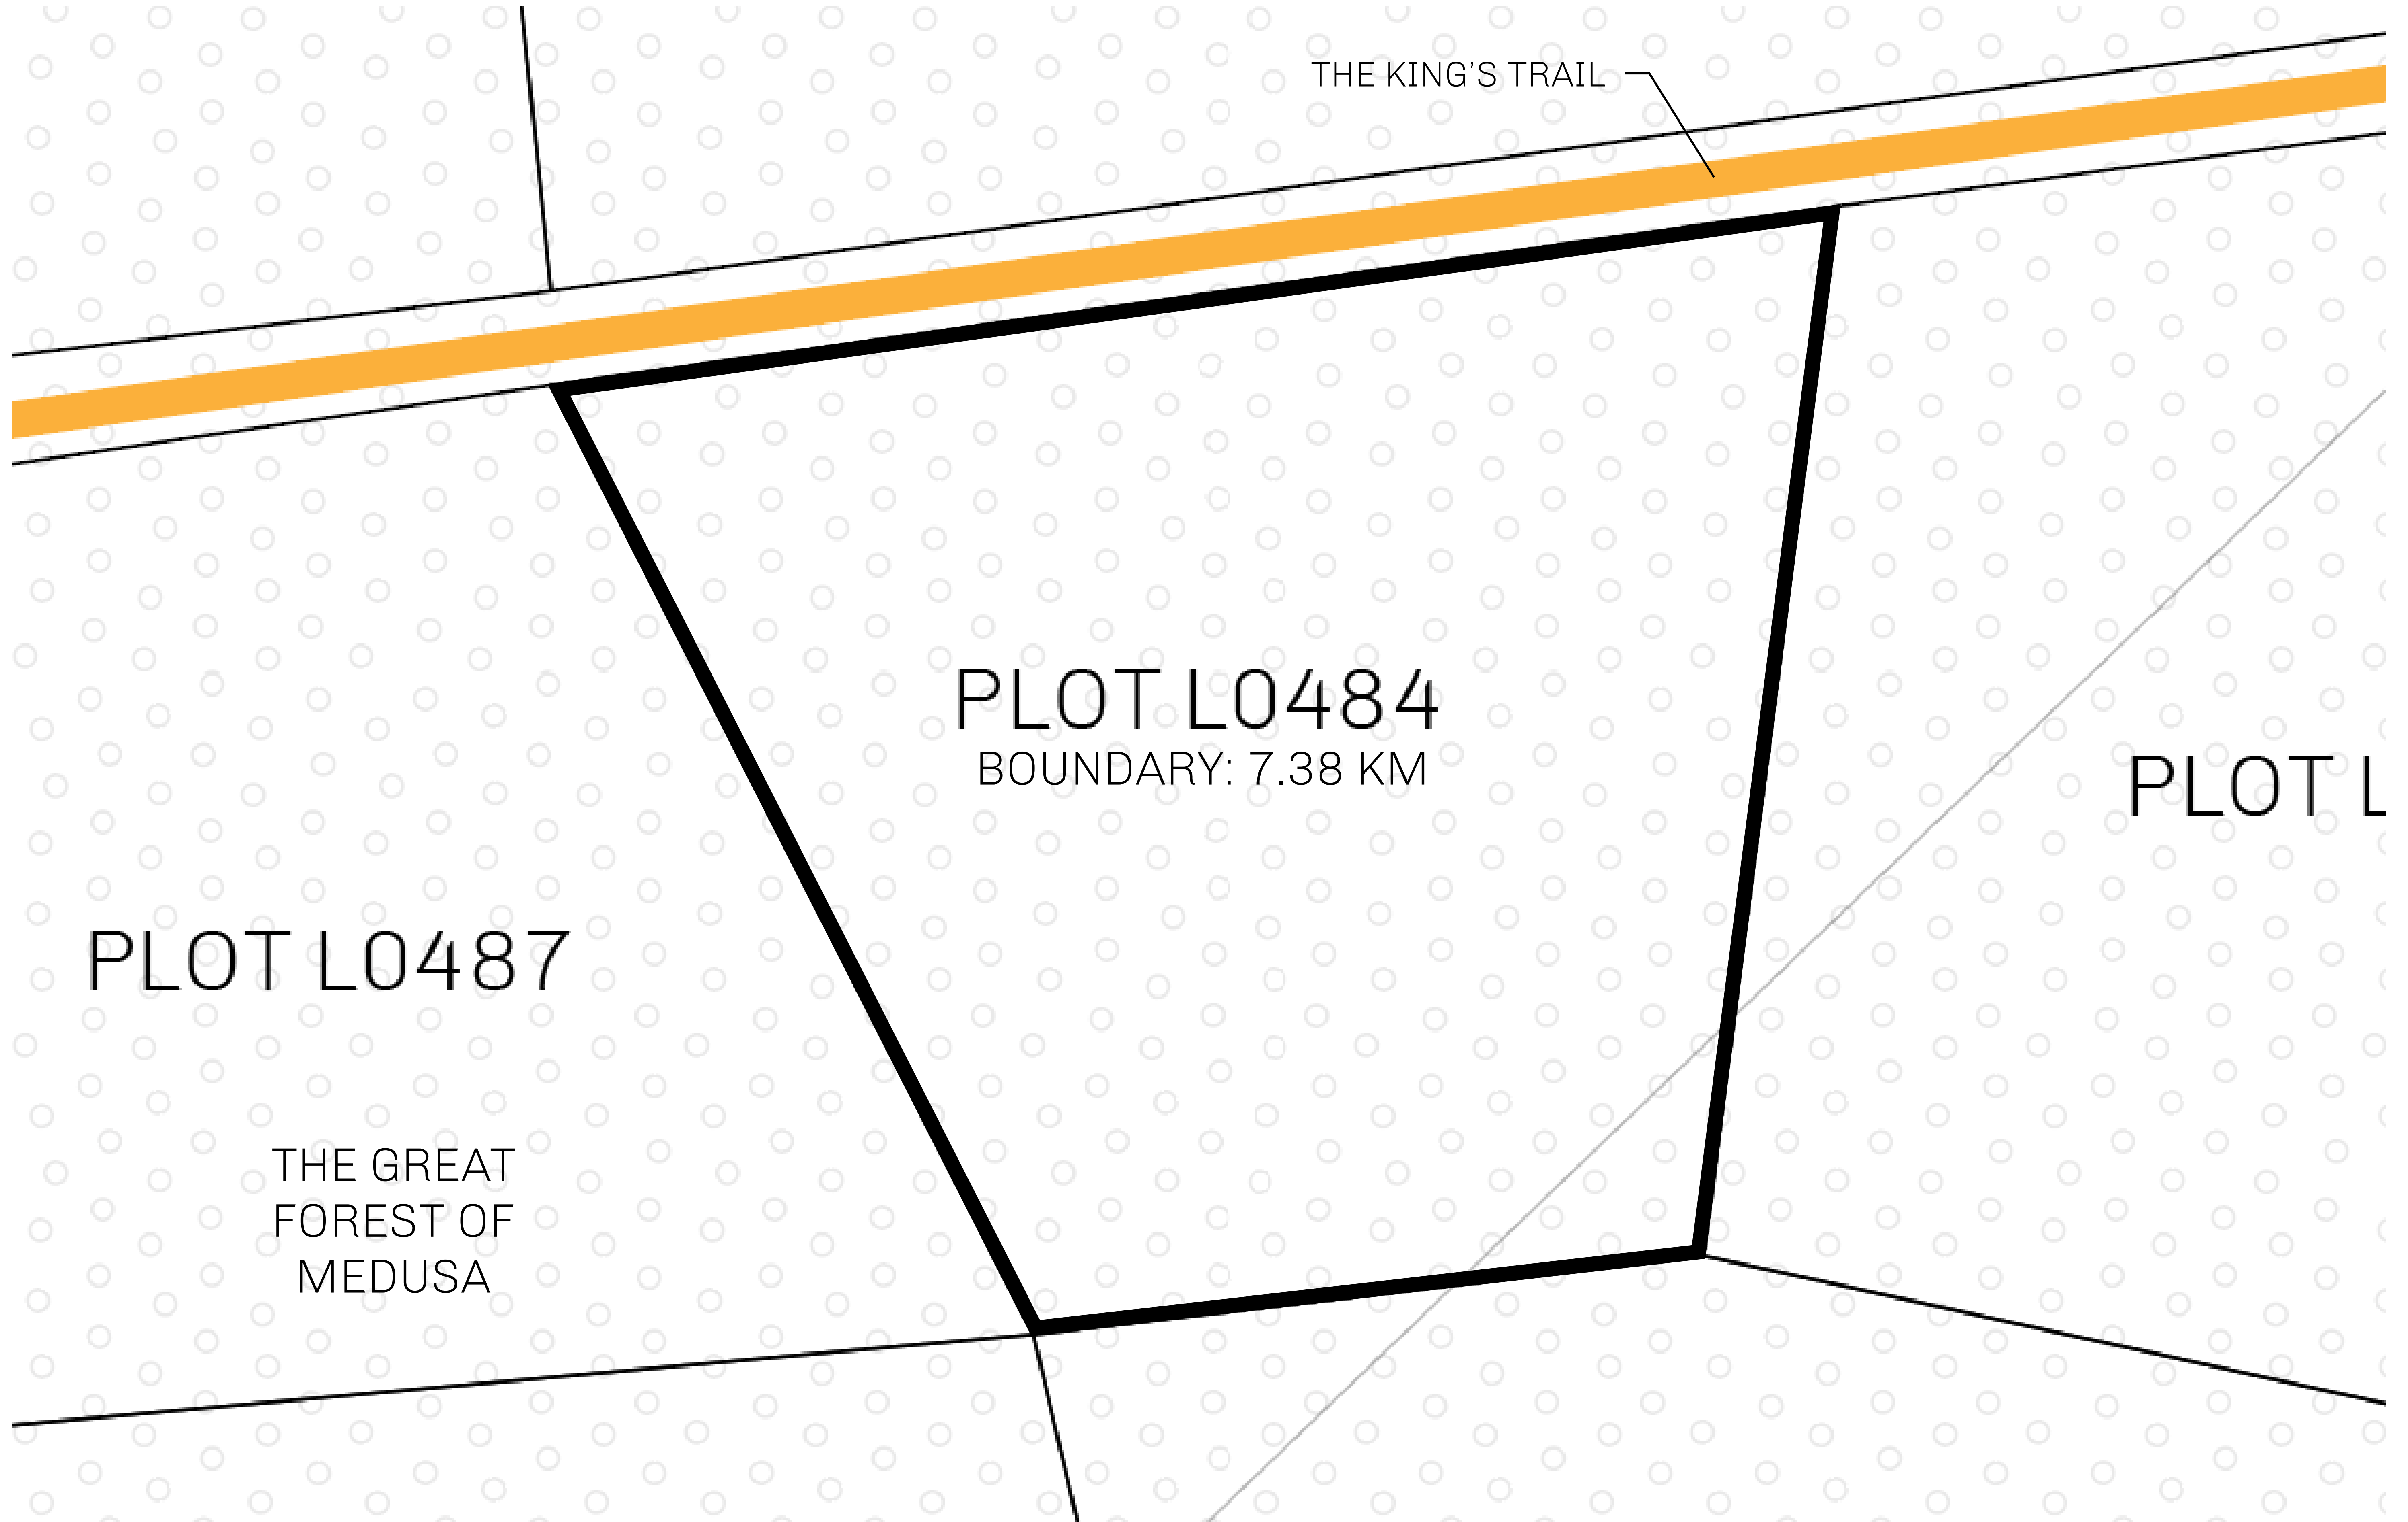 THE KING'S TRAIL
PLOT L0484
BOUNDARY: 7.38 KM
PLOT L
PLOT L0487
THE GREAT
FOREST OF
MEDUSA